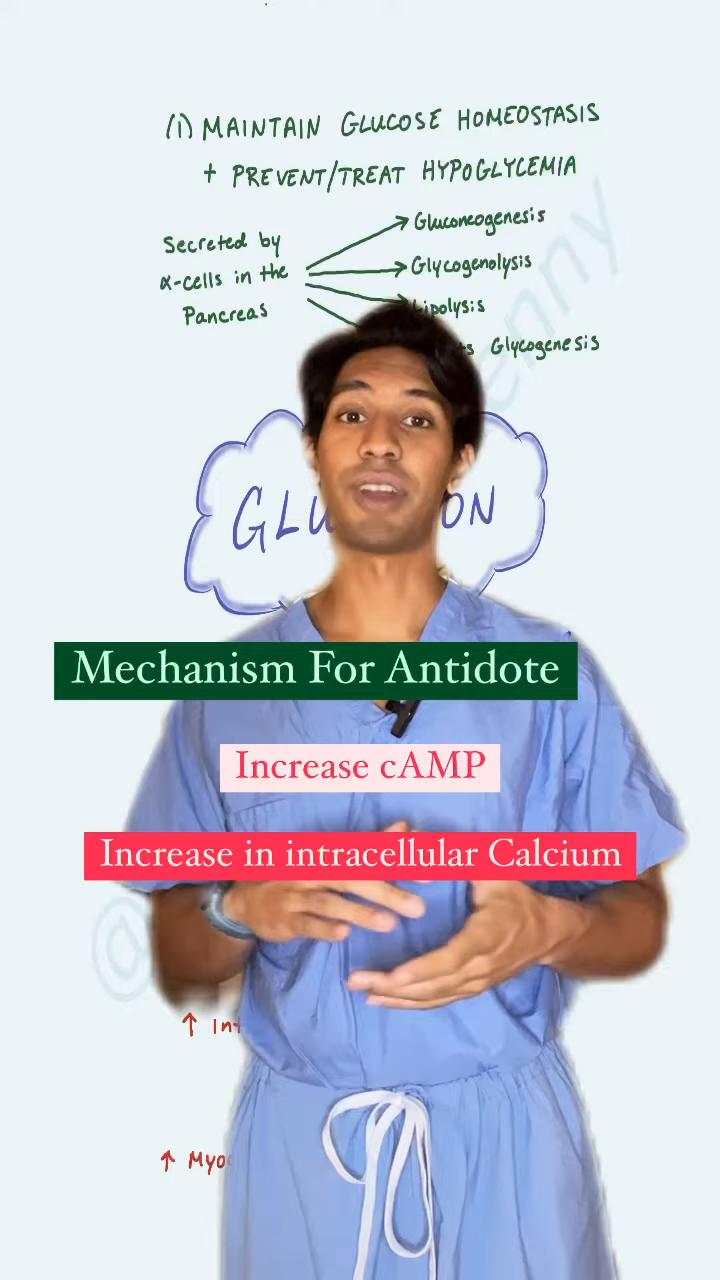 (1) MAINTAIN GLUCOSE HOMEOSTASIS
+ PREVENT/TREAT HYPOGLYCEMIA
Secreted by
α-cells in the
Pancreas
Gluconeogenesis
Glycogenolysis
Lipolysis
Glycogenesis
Mechanism For Antidote
Increase cAMP
Increase in intracellular Calcium